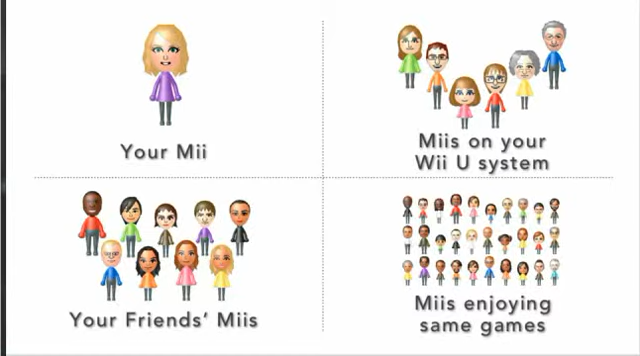 Your Mii
Miis on your
Wii U system
Your Friends' Miis
Miis enjoying
same games